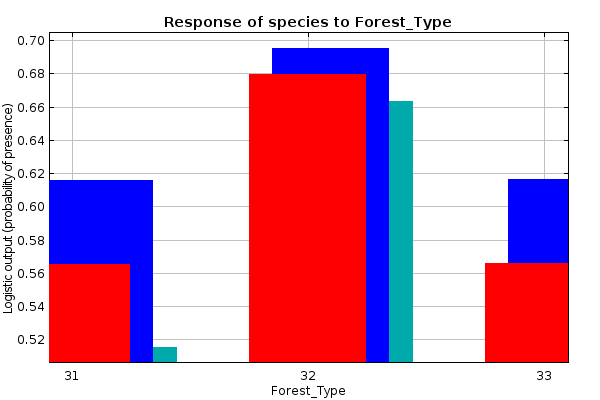 Response of species to Forest_Type
Logistic output (probability of presence)
0.70
0.68
0.66
0.64
0.62
0.60
0.58
0.56
0.54
0.52
31 32 33
Forest_Type